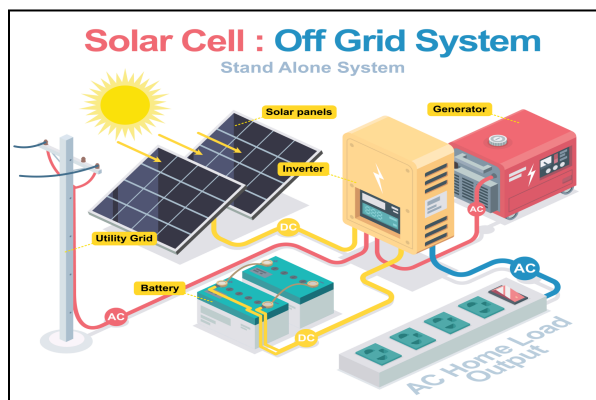 Solar Cell : Off Grid System
Stand Alone System
Solar panels
Generator
Inverter
AC
DC
Utility Grid
AC
Battery
AC
DC
AC Home Load
Output